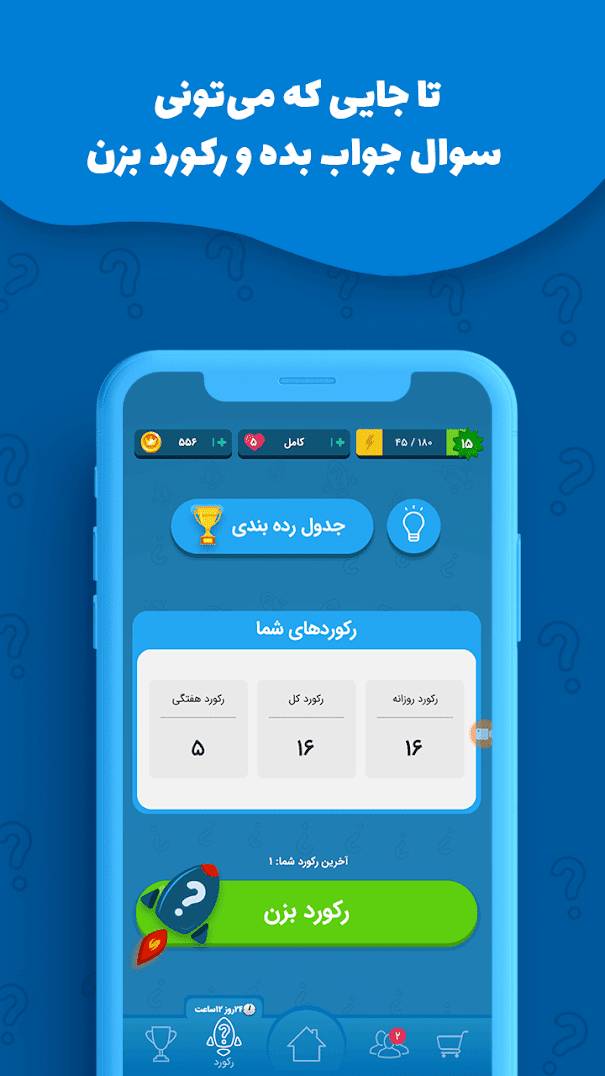 تا جایی که می‌تونی
سوال جواب بده و رکورد بزن
۱۵
۴۵ / ۱۸۰
کامل
۵
۵۵۶
جدول رده بندی
رکوردهای شما
رکورد روزانه
۱۶
رکورد کل
۱۶
رکورد هفتگی
۵
آخرین رکورد شما: ۱
رکورد بزن
۲۴روز ۱۲ساعت
۲
رکورد